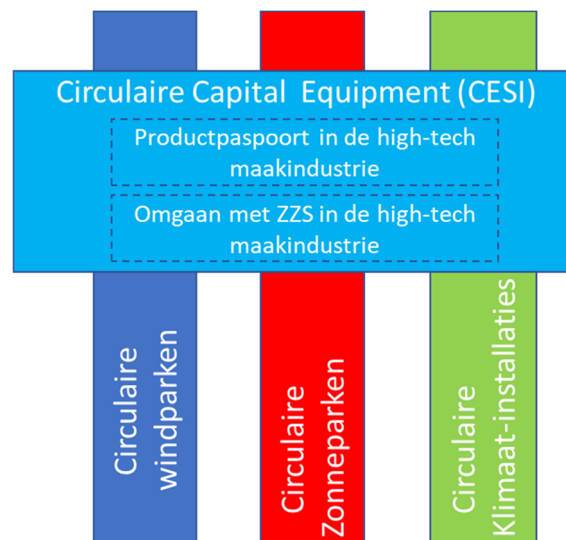 Circulaire Capital Equipment (CESI)
Productpaspoort in de high-tech
maakindustrie
Omgaan met ZZS in de high-tech
maakindustrie
Circulaire
windparken
Circulaire
Zonneparken
Circulaire
Klimaat-installaties